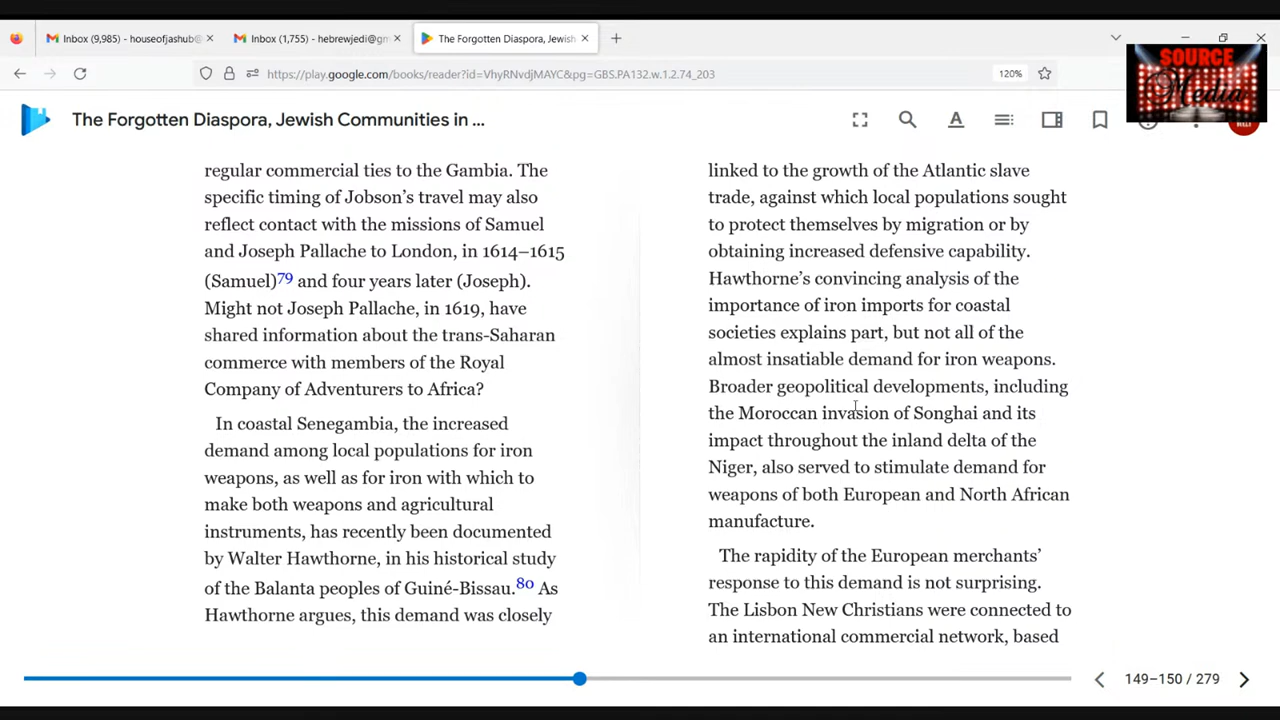 Inbox (9,985) - houseofjashub@
Inbox (1,755) - hebrewjedi@gm
The Forgotten Diaspora, Jewish
https://play.google.com/books/reader?id=VhyRNvdjMAYC&pg=GBS.PA132.w.1.2.74_203
120%
SOURCE
Media
The Forgotten Diaspora, Jewish Communities in ...
regular commercial ties to the Gambia. The
specific timing of Jobson's travel may also
reflect contact with the missions of Samuel
and Joseph Pallache to London, in 1614–1615
(Samuel)79 and four years later (Joseph).
Might not Joseph Pallache, in 1619, have
shared information about the trans-Saharan
commerce with members of the Royal
Company of Adventurers to Africa?
In coastal Senegambia, the increased
demand among local populations for iron
weapons, as well as for iron with which to
make both weapons and agricultural
instruments, has recently been documented
by Walter Hawthorne, in his historical study
of the Balanta peoples of Guiné-Bissau.80 As
Hawthorne argues, this demand was closely
linked to the growth of the Atlantic slave
trade, against which local populations sought
to protect themselves by migration or by
obtaining increased defensive capability.
Hawthorne's convincing analysis of the
importance of iron imports for coastal
societies explains part, but not all of the
almost insatiable demand for iron weapons.
Broader geopolitical developments, including
the Moroccan invasion of Songhai and its
impact throughout the inland delta of the
Niger, also served to stimulate demand for
weapons of both European and North African
manufacture.
The rapidity of the European merchants'
response to this demand is not surprising.
The Lisbon New Christians were connected to
an international commercial network, based
149–150 / 279